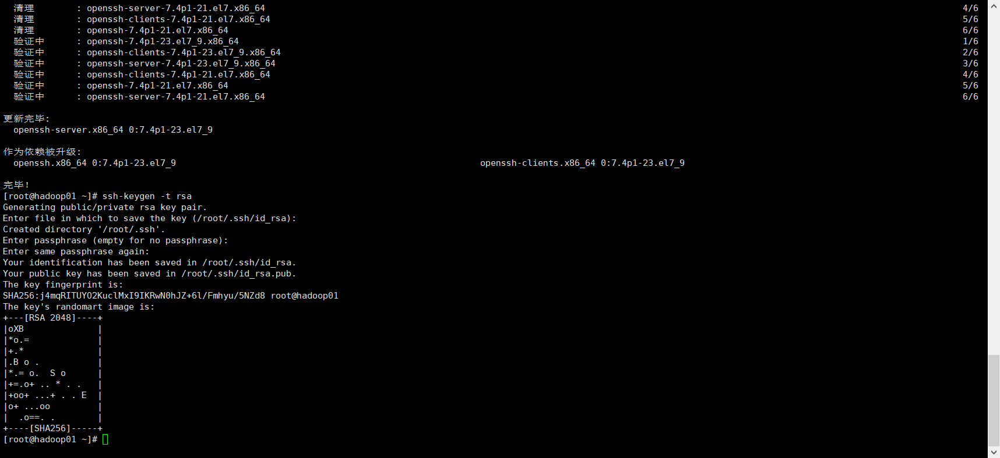 清理 : openssh-server-7.4p1-21.el7.x86_64 4/6
清理 : openssh-clients-7.4p1-21.el7.x86_64 5/6
清理 : openssh-7.4p1-21.el7.x86_64 6/6
验证中 : openssh-7.4p1-23.el7_9.x86_64 1/6
验证中 : openssh-clients-7.4p1-23.el7_9.x86_64 2/6
验证中 : openssh-server-7.4p1-23.el7_9.x86_64 3/6
验证中 : openssh-clients-7.4p1-21.el7.x86_64 4/6
验证中 : openssh-7.4p1-21.el7.x86_64 5/6
验证中 : openssh-server-7.4p1-21.el7.x86_64 6/6
更新完毕:
openssh-server.x86_64 0:7.4p1-23.el7_9
作为依赖被升级:
openssh.x86_64 0:7.4p1-23.el7_9 openssh-clients.x86_64 0:7.4p1-23.el7_9
完毕!
[root@hadoop01 ~]# ssh-keygen -t rsa
Generating public/private rsa key pair.
Enter file in which to save the key (/root/.ssh/id_rsa):
Created directory '/root/.ssh'.
Enter passphrase (empty for no passphrase):
Enter same passphrase again:
Your identification has been saved in /root/.ssh/id_rsa.
Your public key has been saved in /root/.ssh/id_rsa.pub.
The key fingerprint is:
SHA256:j4mqRITUYO2KuclMxI9IKRwN0hJZ+6l/Fmhyu/5NZd8 root@hadoop01
The key's randomart image is:
+---[RSA 2048]----+
|oXB              |
|*o.=             |
|+.*              |
|.B o .           |
|*.= o.  S o      |
|+=.o+ .. * . .   |
|+oo+ ...+ . . E  |
|o+ ...oo         |
|  .o==. .        |
+----[SHA256]-----+
[root@hadoop01 ~]#